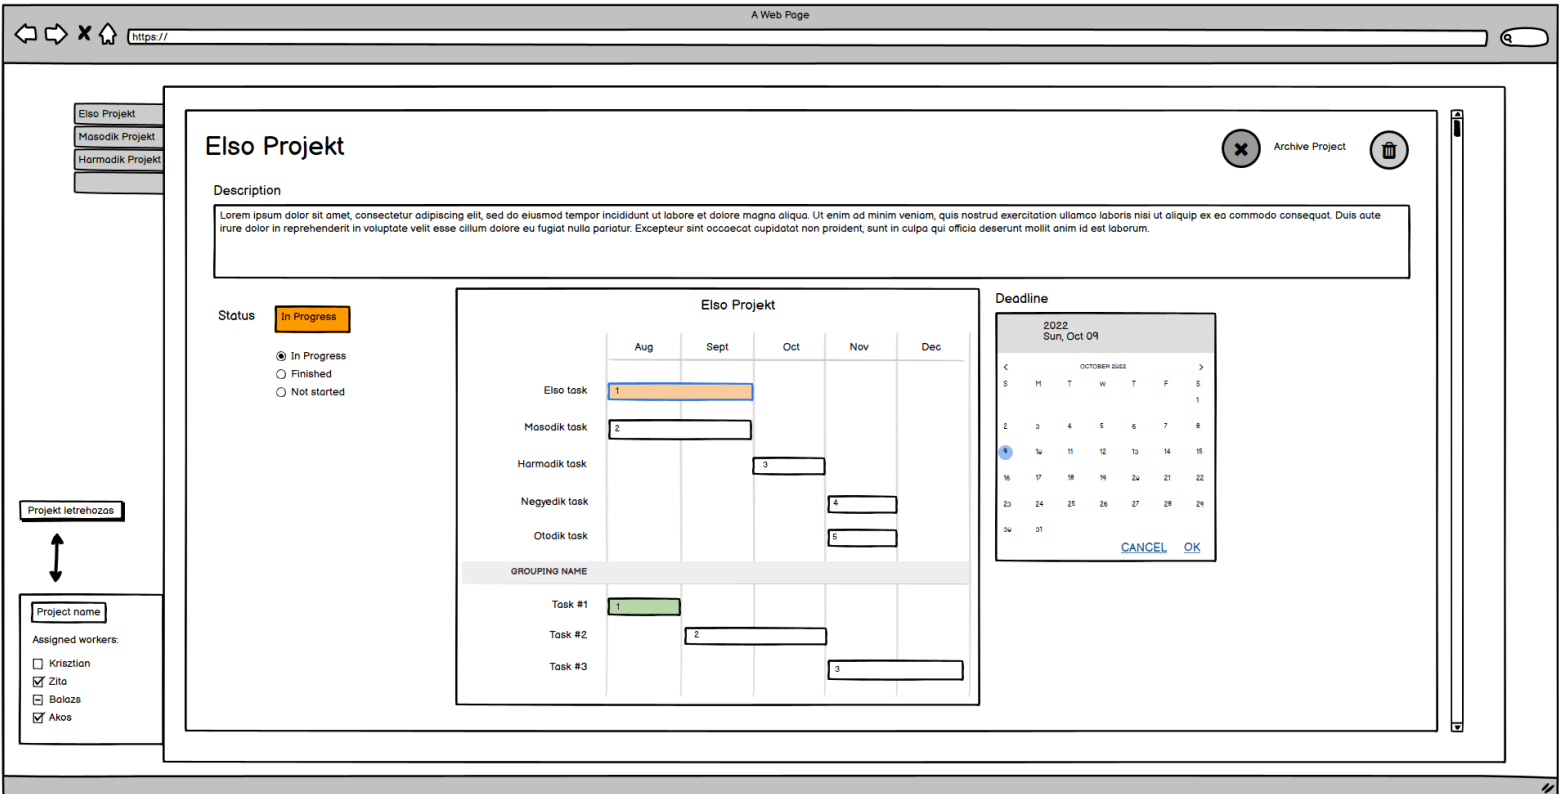 A Web Page
https://
Elso Projekt
Masodik Projekt
Harmadik Projekt
Elso Projekt
Archive Project
Description
Lorem ipsum dolor sit amet, consectetur adipiscing elit, sed do eiusmod tempor incididunt ut labore et dolore magna aliqua. Ut enim ad minim veniam, quis nostrud exercitation ullamco laboris nisi ut aliquip ex ea commodo consequat. Duis aute
irure dolor in reprehenderit in voluptate velit esse cillum dolore eu fugiat nulla pariatur. Excepteur sint occaecat cupidatat non proident, sunt in culpa qui officia deserunt mollit anim id est laborum.
Status
In Progress
In Progress
Finished
Not started
Elso Projekt
Aug Sept Oct Nov Dec
Elso task 1
Masodik task 2
Harmadik task 3
Negyedik task 4
Otodik task 5
GROUPING NAME
Task #1 1
Task #2 2
Task #3 3
Deadline
2022
Sun, Oct 09
OCTOBER 2022
S M T W T F S
1
2 3 4 5 6 7 8
9 10 11 12 13 14 15
16 17 18 19 20 21 22
23 24 25 26 27 28 29
30 31
CANCEL OK
Projekt letrehozas
Project name
Assigned workers:
Krisztian
Zita
Balazs
Akos